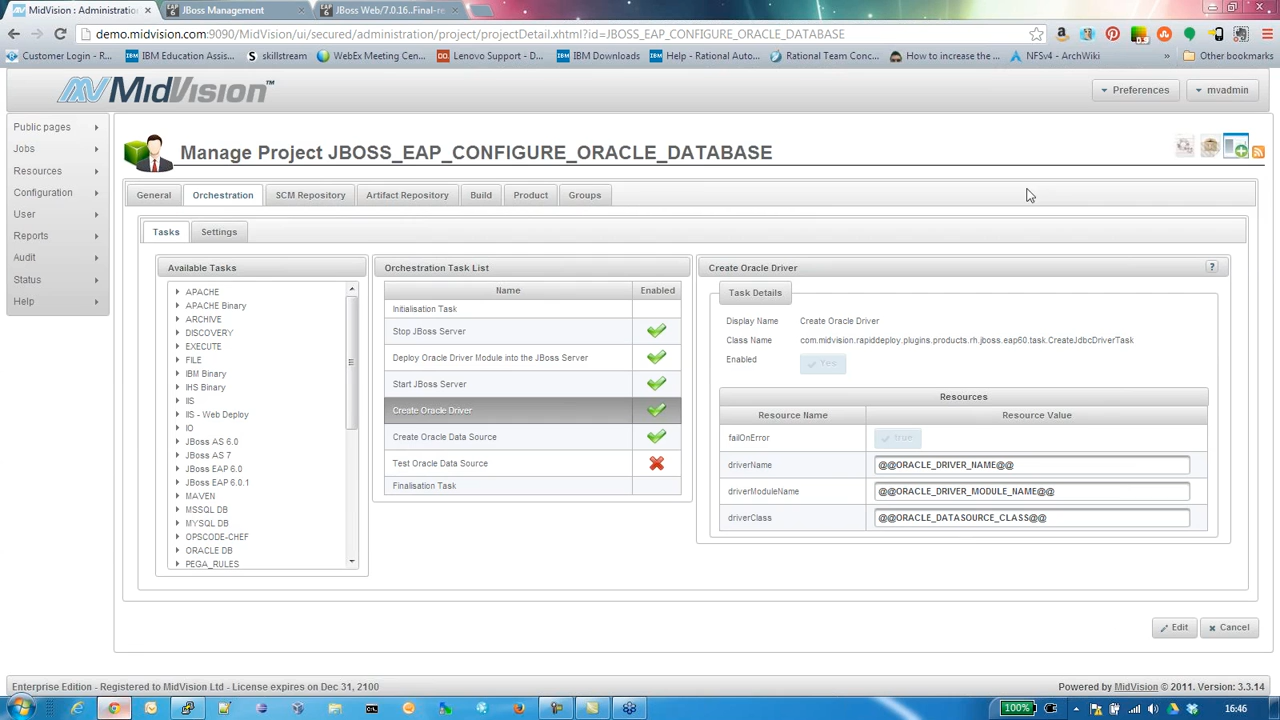 MidVision : Administratio
JBoss Management
JBoss Web/7.0.16..Final-re
demo.midvision.com:9090/MidVision/ui/secured/administration/project/projectDetail.xhtml?id=JBOSS_EAP_CONFIGURE_ORACLE_DATABASE
Customer Login - R...
IBM Education Assis...
skillstream
WebEx Meeting Cen...
Lenovo Support - D...
IBM Downloads
Help - Rational Auto...
Rational Team Conc...
How to increase the ...
NFSv4 - ArchWiki
»
Other bookmarks
MidVision™
Preferences
mvadmin
Public pages
Jobs
Resources
Configuration
User
Reports
Audit
Status
Help
Manage Project JBOSS_EAP_CONFIGURE_ORACLE_DATABASE
General
Orchestration
SCM Repository
Artifact Repository
Build
Product
Groups
Tasks
Settings
Available Tasks
APACHE
APACHE Binary
ARCHIVE
DISCOVERY
EXECUTE
FILE
IBM Binary
IHS Binary
IIS
IIS - Web Deploy
IO
JBoss AS 6.0
JBoss AS 7
JBoss EAP 6.0
JBoss EAP 6.0.1
MAVEN
MSSQL DB
MYSQL DB
OPSCODE-CHEF
ORACLE DB
PEGA_RULES
Orchestration Task List
Name
Enabled
Initialisation Task
Stop JBoss Server
Deploy Oracle Driver Module into the JBoss Server
Start JBoss Server
Create Oracle Driver
Create Oracle Data Source
Test Oracle Data Source
Finalisation Task
Create Oracle Driver
?
Task Details
Display Name Create Oracle Driver
Class Name com.midvision.rapiddeploy.plugins.products.rh.jboss.eap60.task.CreateJdbcDriverTask
Enabled Yes
Resources
Resource Name Resource Value
failOnError true
driverName @@ORACLE_DRIVER_NAME@@
driverModuleName @@ORACLE_DRIVER_MODULE_NAME@@
driverClass @@ORACLE_DATASOURCE_CLASS@@
Edit
Cancel
Enterprise Edition - Registered to MidVision Ltd - License expires on Dec 31, 2100
Powered by MidVision © 2011. Version: 3.3.14
100%
16:46